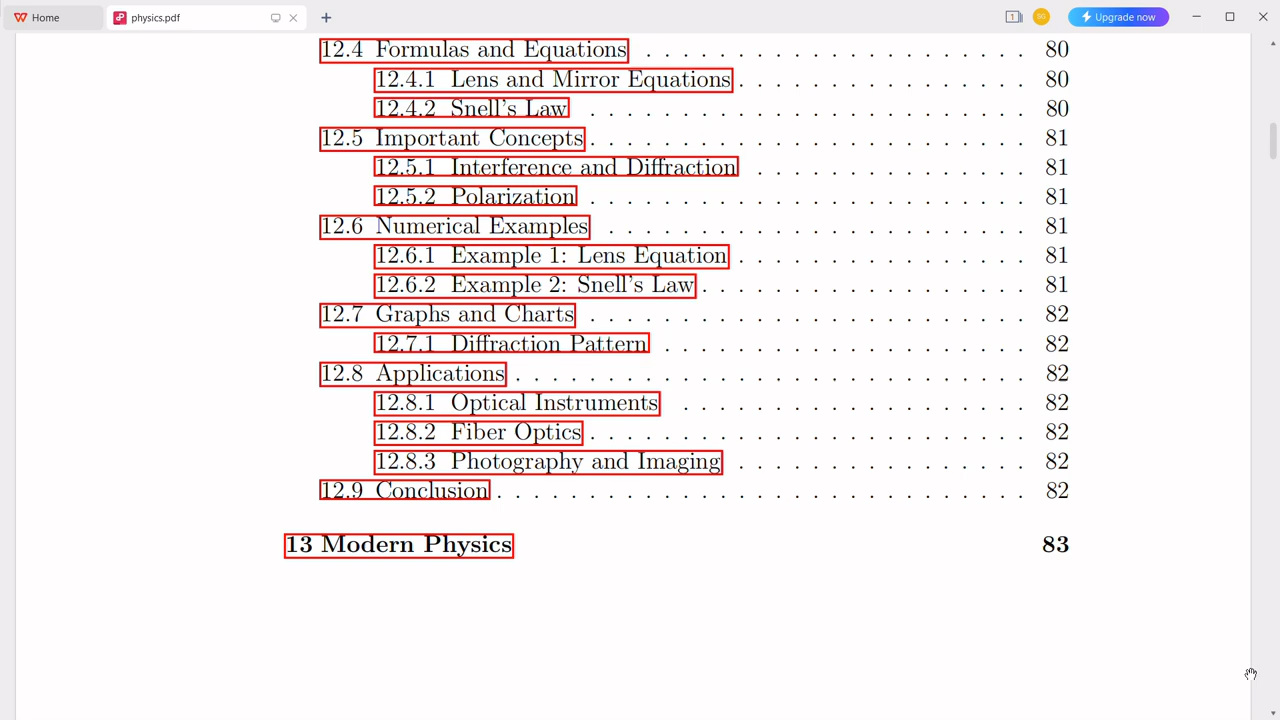 Home
physics.pdf
1
SG
Upgrade now
12.4 Formulas and Equations . . . . . . . . . . . . . . . . . . . . . 80
12.4.1 Lens and Mirror Equations . . . . . . . . . . . . . . . . 80
12.4.2 Snell's Law . . . . . . . . . . . . . . . . . . . . . . . . 80
12.5 Important Concepts . . . . . . . . . . . . . . . . . . . . . . . . 81
12.5.1 Interference and Diffraction . . . . . . . . . . . . . . . 81
12.5.2 Polarization . . . . . . . . . . . . . . . . . . . . . . . . 81
12.6 Numerical Examples . . . . . . . . . . . . . . . . . . . . . . . 81
12.6.1 Example 1: Lens Equation . . . . . . . . . . . . . . . . 81
12.6.2 Example 2: Snell's Law . . . . . . . . . . . . . . . . . . 81
12.7 Graphs and Charts . . . . . . . . . . . . . . . . . . . . . . . . 82
12.7.1 Diffraction Pattern . . . . . . . . . . . . . . . . . . . . 82
12.8 Applications . . . . . . . . . . . . . . . . . . . . . . . . . . . . 82
12.8.1 Optical Instruments . . . . . . . . . . . . . . . . . . . 82
12.8.2 Fiber Optics . . . . . . . . . . . . . . . . . . . . . . . . 82
12.8.3 Photography and Imaging . . . . . . . . . . . . . . . . 82
12.9 Conclusion . . . . . . . . . . . . . . . . . . . . . . . . . . . . . 82
13 Modern Physics 83